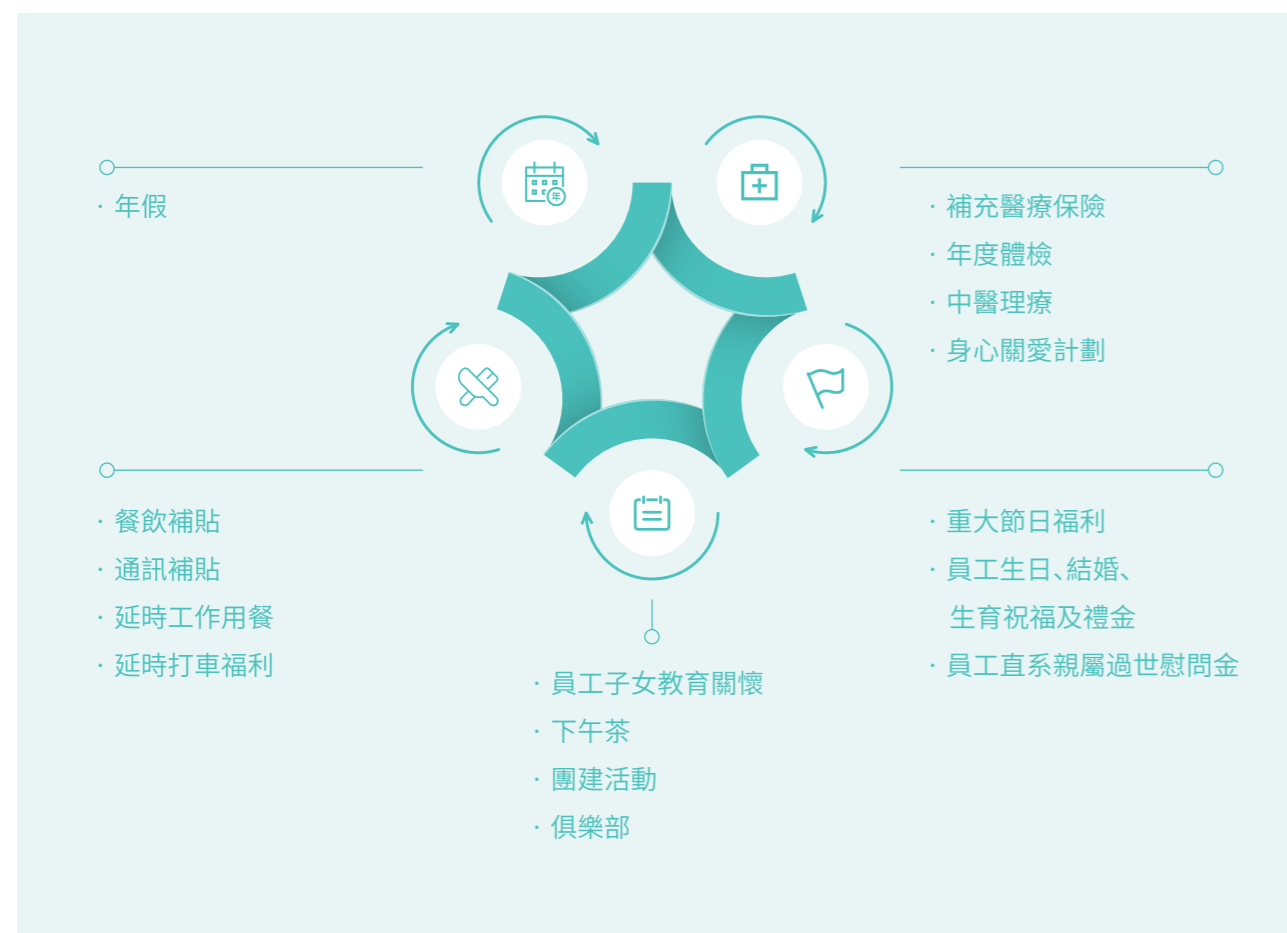 年
· 年假
· 補充醫療保險
· 年度體檢
· 中醫理療
· 身心關愛計劃
· 餐飲補貼
· 通訊補貼
· 延時工作用餐
· 延時打車福利
· 重大節日福利
· 員工生日、結婚、
生育祝福及禮金
· 員工直系親屬過世慰問金
· 員工子女教育關懷
· 下午茶
· 團建活動
· 俱樂部